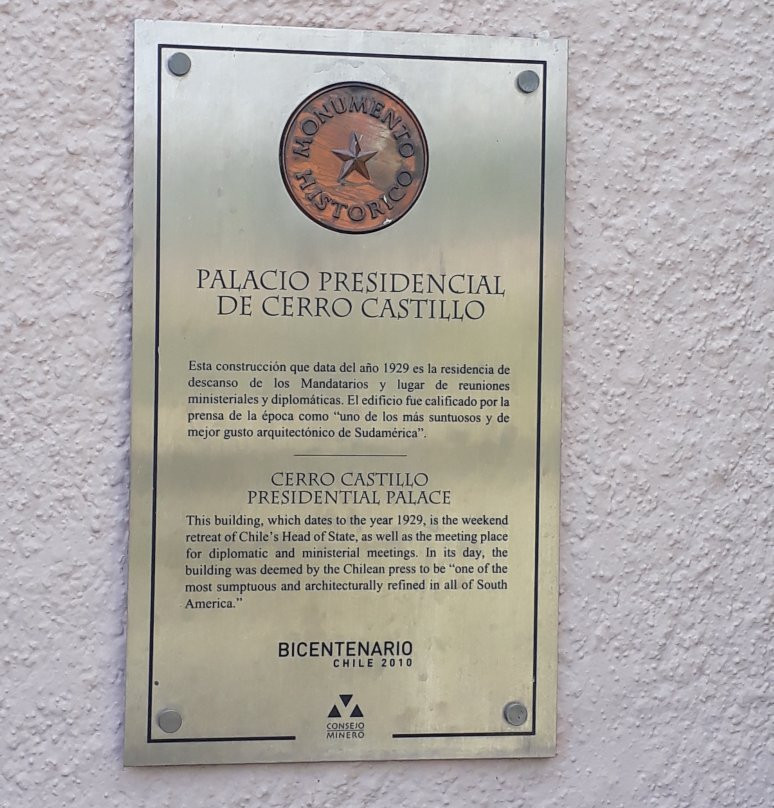 MONUMENTO
HISTORICO
PALACIO PRESIDENCIAL
DE CERRO CASTILLO
Esta construcción que data del año 1929 es la residencia de
descanso de los Mandatarios y lugar de reuniones
ministeriales y diplomáticas. El edificio fue calificado por la
prensa de la época como “uno de los más suntuosos y de
mejor gusto arquitectónico de Sudamérica”.
CERRO CASTILLO
PRESIDENTIAL PALACE
This building, which dates to the year 1929, is the weekend
retreat of Chile’s Head of State, as well as the meeting place
for diplomatic and ministerial meetings. In its day, the
building was deemed by the Chilean press to be “one of the
most sumptuous and architecturally refined in all of South
America.”
BICENTENARIO
CHILE 2010
CONSEJO
MINERO